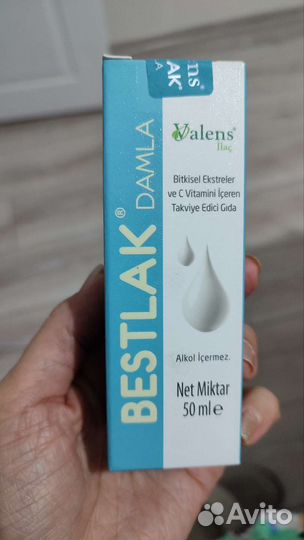 Valens®
İlaç
Bitkisel Ekstreler
ve C Vitamini İçeren
Takviye Edici Gıda
BESTLAK®
DAMLA
Alkol İçermez.
Net Miktar
50 ml e
Avito